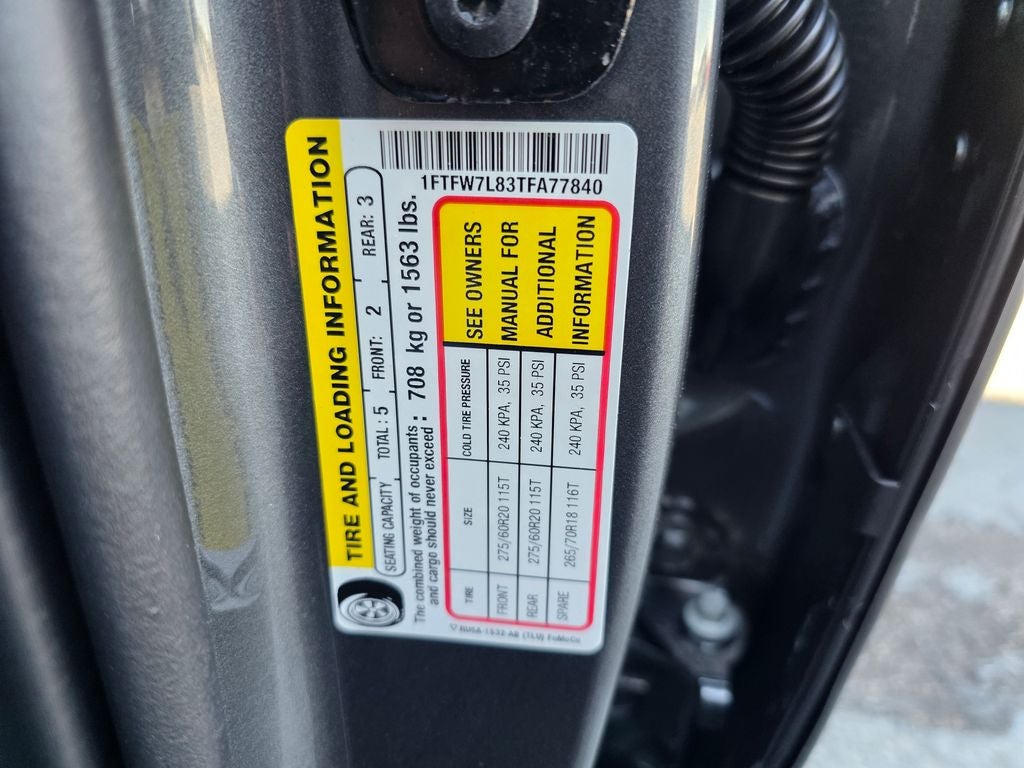 1FTFW7L83TFA77840
TIRE AND LOADING INFORMATION
SEATING CAPACITY TOTAL : 5 FRONT: 2 REAR: 3
The combined weight of occupants
and cargo should never exceed : 708 kg or 1563 lbs.
TIRE SIZE COLD TIRE PRESSURE
FRONT 275/60R20 115T 240 KPA, 35 PSI
REAR 275/60R20 115T 240 KPA, 35 PSI
SPARE 265/70R18 116T 240 KPA, 35 PSI
SEE OWNERS
MANUAL FOR
ADDITIONAL
INFORMATION
(TLU) FoMoCo